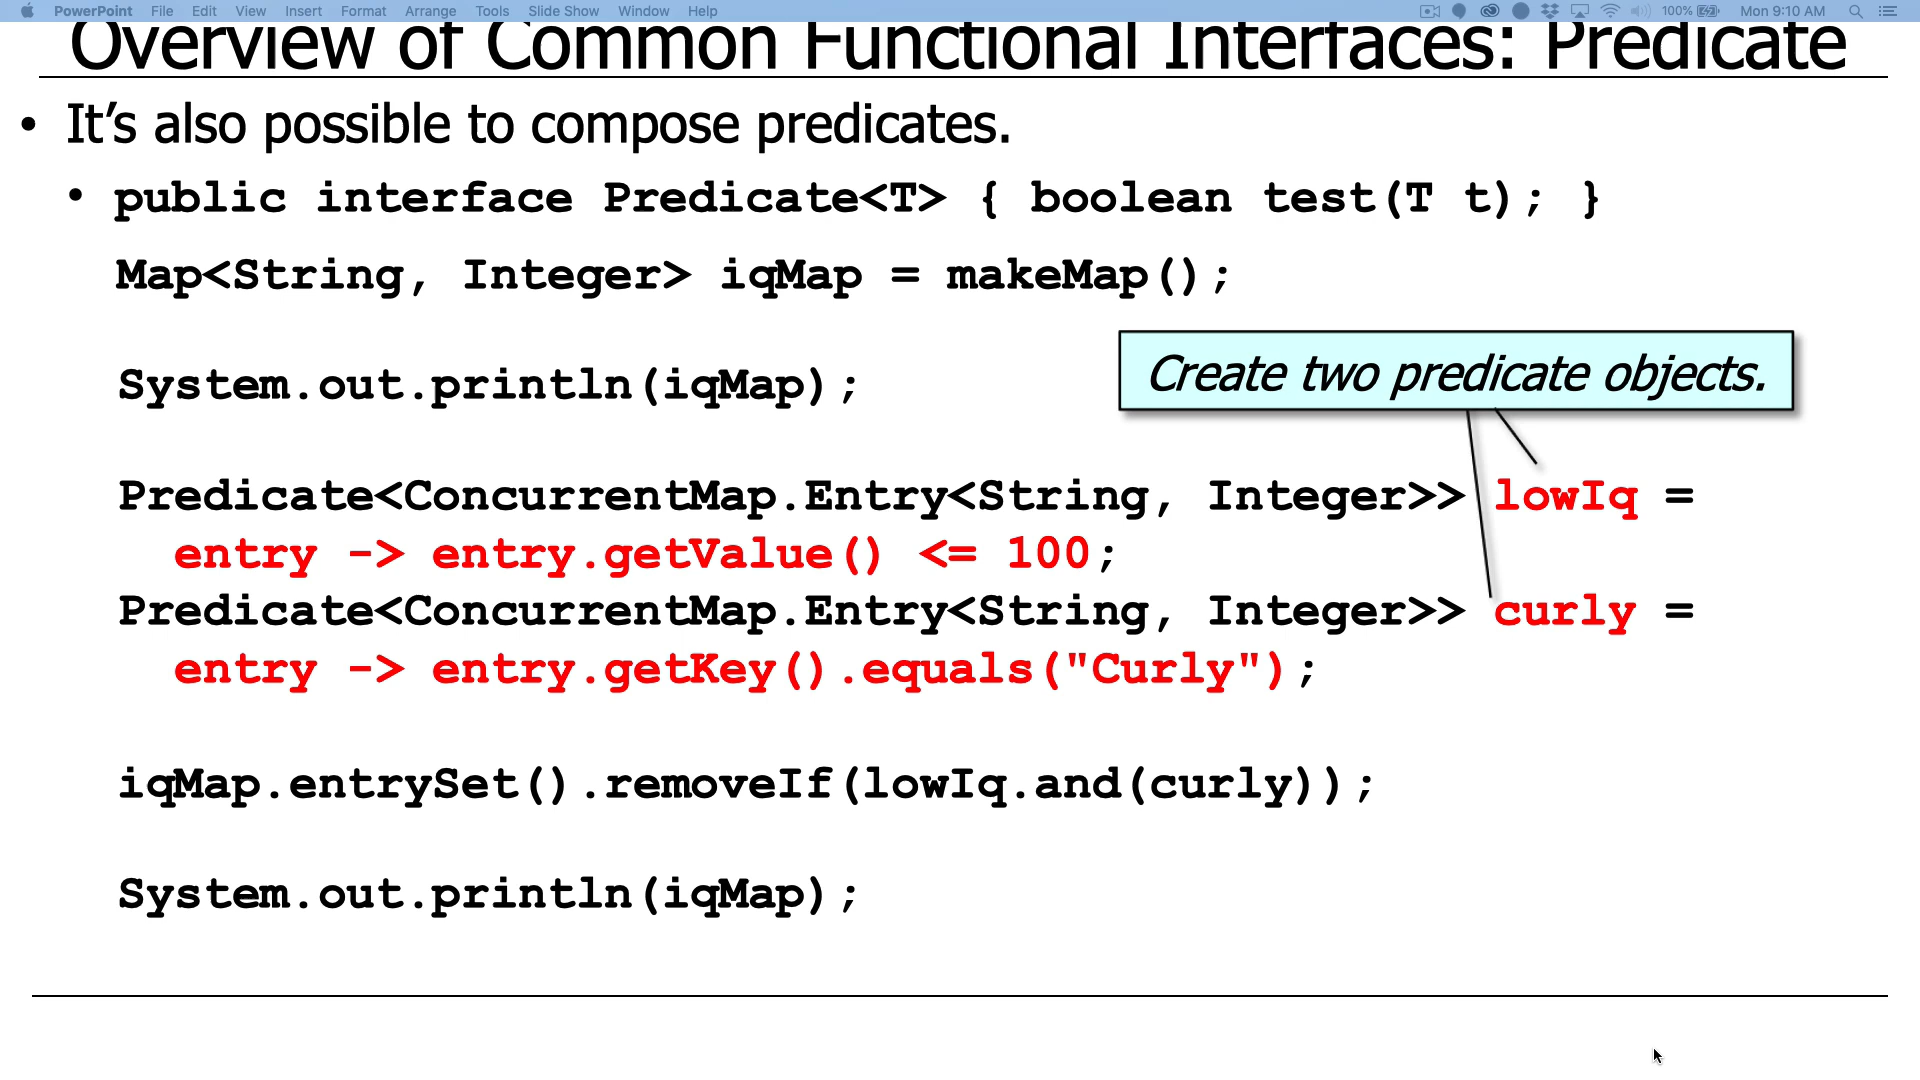 PowerPoint File Edit View Insert Format Arrange Tools Slide Show Window Help 100% Mon 9:10 AM
Overview of Common Functional Interfaces: Predicate
• It’s also possible to compose predicates.
• public interface Predicate<T> { boolean test(T t); }
Map<String, Integer> iqMap = makeMap();
System.out.println(iqMap);
Create two predicate objects.
Predicate<ConcurrentMap.Entry<String, Integer>> lowIq =
entry -> entry.getValue() <= 100;
Predicate<ConcurrentMap.Entry<String, Integer>> curly =
entry -> entry.getKey().equals("Curly");
iqMap.entrySet().removeIf(lowIq.and(curly));
System.out.println(iqMap);